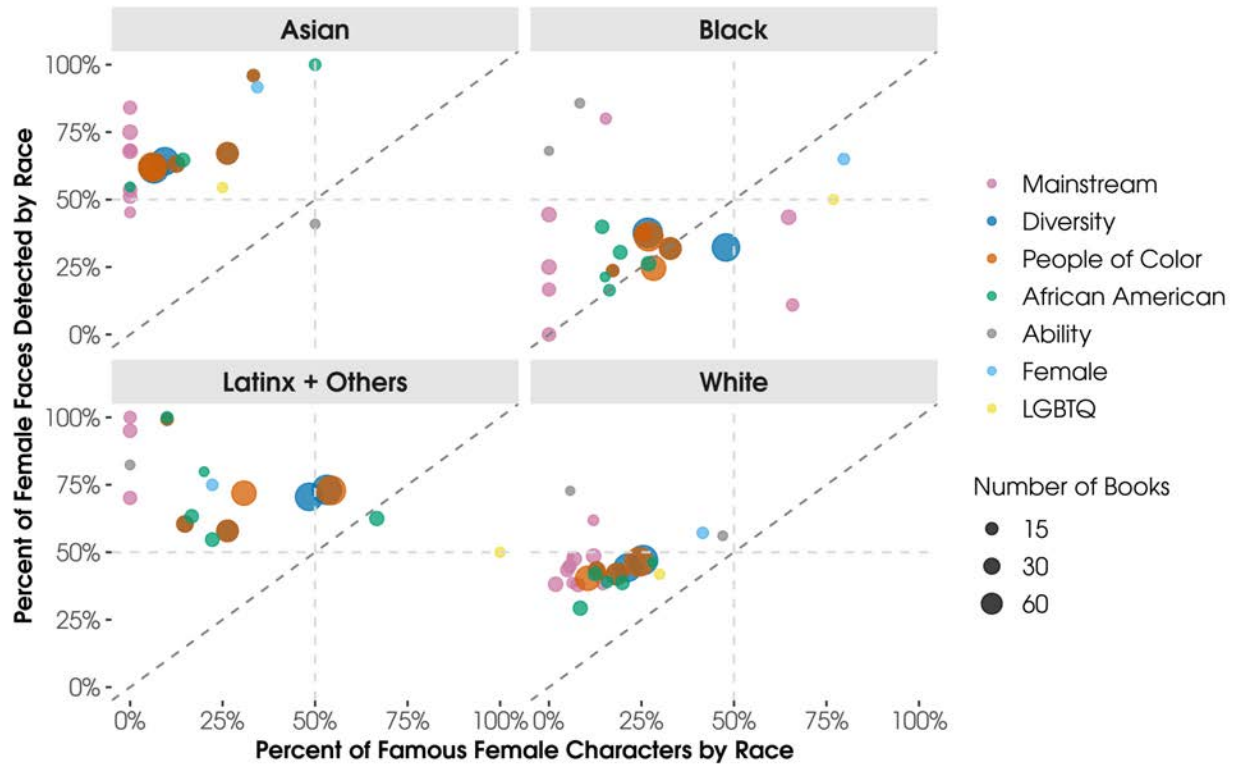 Asian
Black
100%
75%
50%
25%
0%
Latinx + Others
White
100%
75%
50%
25%
0%
0%
25%
50%
75%
100%
0%
25%
50%
75%
100%
Percent of Famous Female Characters by Race
Percent of Female Faces Detected by Race
Mainstream
Diversity
People of Color
African American
Ability
Female
LGBTQ
Number of Books
15
30
60